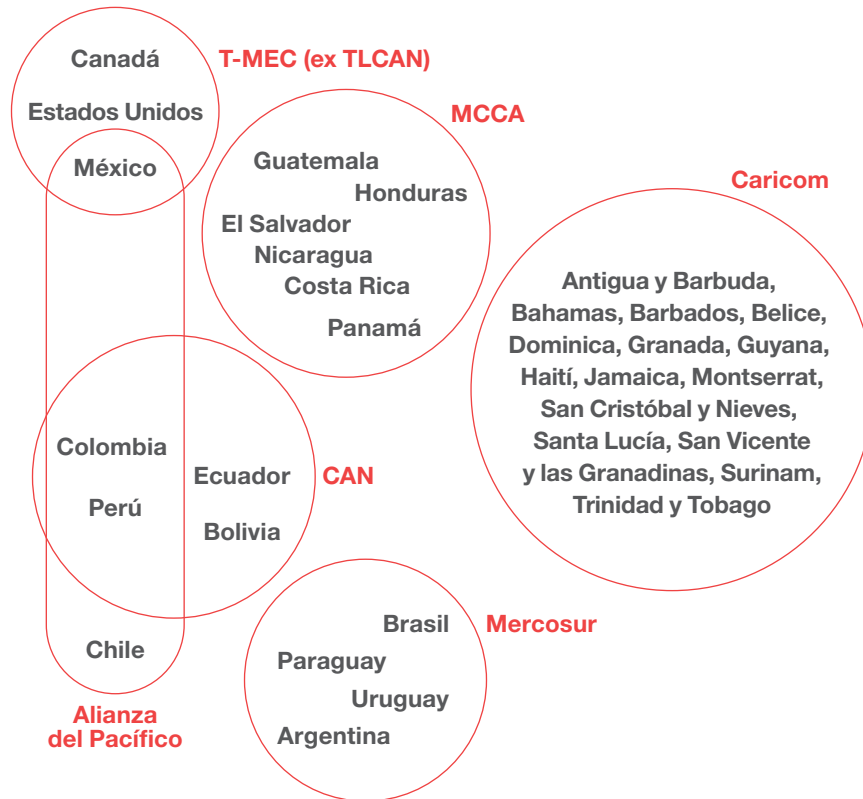 Canadá
T-MEC (ex TLCAN)
Estados Unidos
México
MCCA
Guatemala
Honduras
El Salvador
Nicaragua
Costa Rica
Panamá
Caricom
Antigua y Barbuda,
Bahamas, Barbados, Belice,
Dominica, Granada, Guyana,
Haití, Jamaica, Montserrat,
San Cristóbal y Nieves,
Santa Lucía, San Vicente
y las Granadinas, Surinam,
Trinidad y Tobago
Colombia
Perú
Ecuador
Bolivia
CAN
Chile
Alianza
del Pacífico
Brasil
Mercosur
Paraguay
Uruguay
Argentina